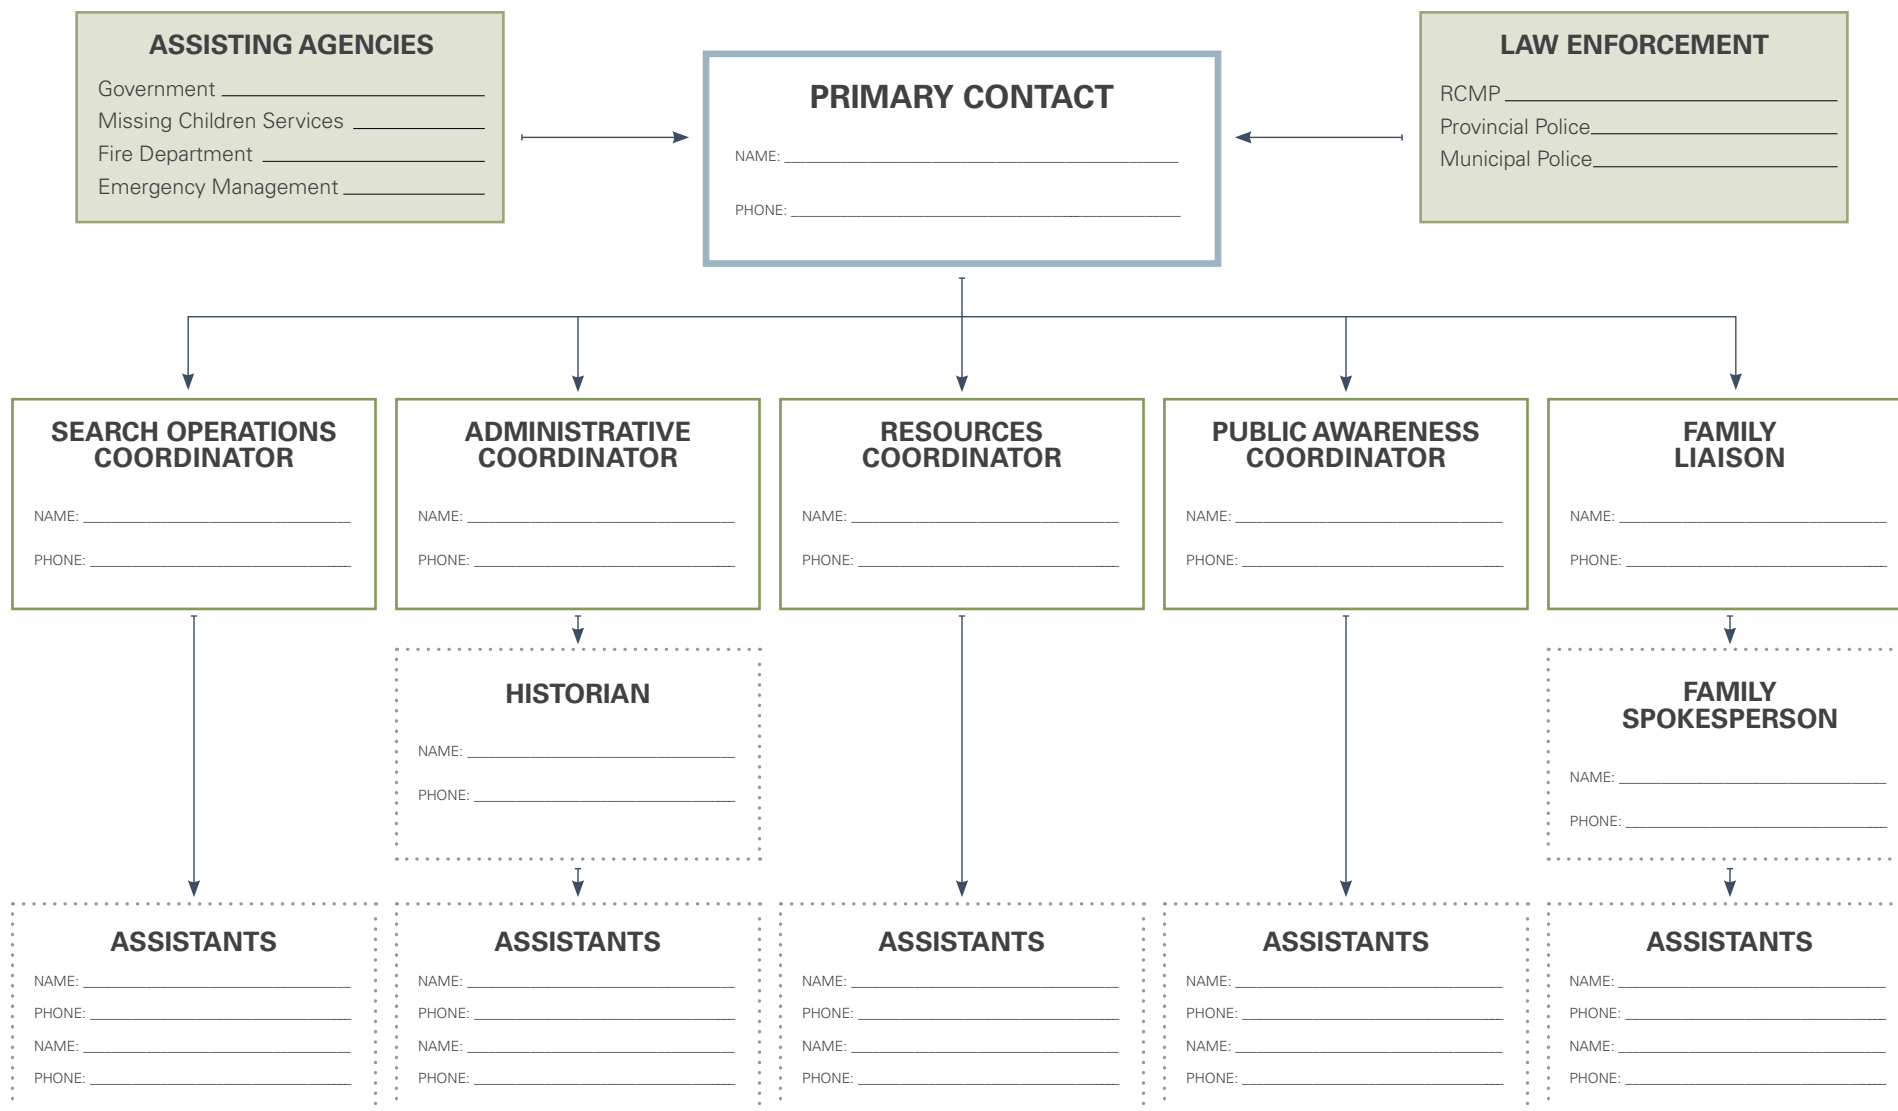 ASSISTING AGENCIES
Government
Missing Children Services
Fire Department
Emergency Management
PRIMARY CONTACT
NAME:
PHONE:
LAW ENFORCEMENT
RCMP
Provincial Police
Municipal Police
SEARCH OPERATIONS
COORDINATOR
NAME:
PHONE:
ADMINISTRATIVE
COORDINATOR
NAME:
PHONE:
RESOURCES
COORDINATOR
NAME:
PHONE:
PUBLIC AWARENESS
COORDINATOR
NAME:
PHONE:
FAMILY
LIAISON
NAME:
PHONE:
HISTORIAN
NAME:
PHONE:
FAMILY
SPOKESPERSON
NAME:
PHONE:
ASSISTANTS
NAME:
PHONE:
NAME:
PHONE:
ASSISTANTS
NAME:
PHONE:
NAME:
PHONE:
ASSISTANTS
NAME:
PHONE:
NAME:
PHONE:
ASSISTANTS
NAME:
PHONE:
NAME:
PHONE:
ASSISTANTS
NAME:
PHONE:
NAME:
PHONE: